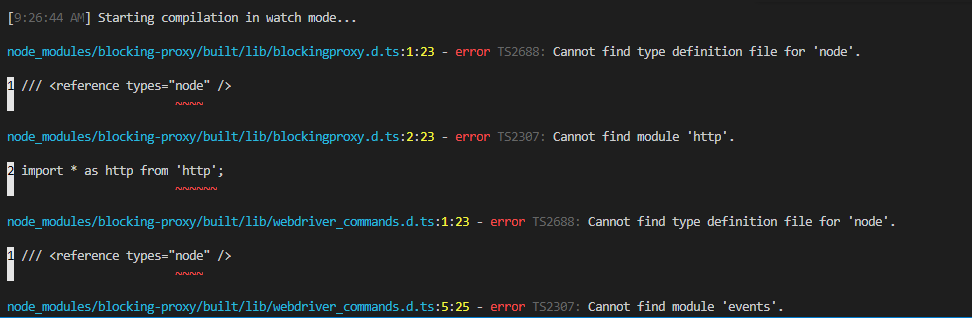 [9:26:44 AM] Starting compilation in watch mode...
node_modules/blocking-proxy/built/lib/blockingproxy.d.ts:1:23 - error TS2688: Cannot find type definition file for 'node'.
1 /// <reference types="node" />
~~~~
node_modules/blocking-proxy/built/lib/blockingproxy.d.ts:2:23 - error TS2307: Cannot find module 'http'.
2 import * as http from 'http';
~~~~~~
node_modules/blocking-proxy/built/lib/webdriver_commands.d.ts:1:23 - error TS2688: Cannot find type definition file for 'node'.
1 /// <reference types="node" />
~~~~
node_modules/blocking-proxy/built/lib/webdriver_commands.d.ts:5:25 - error TS2307: Cannot find module 'events'.